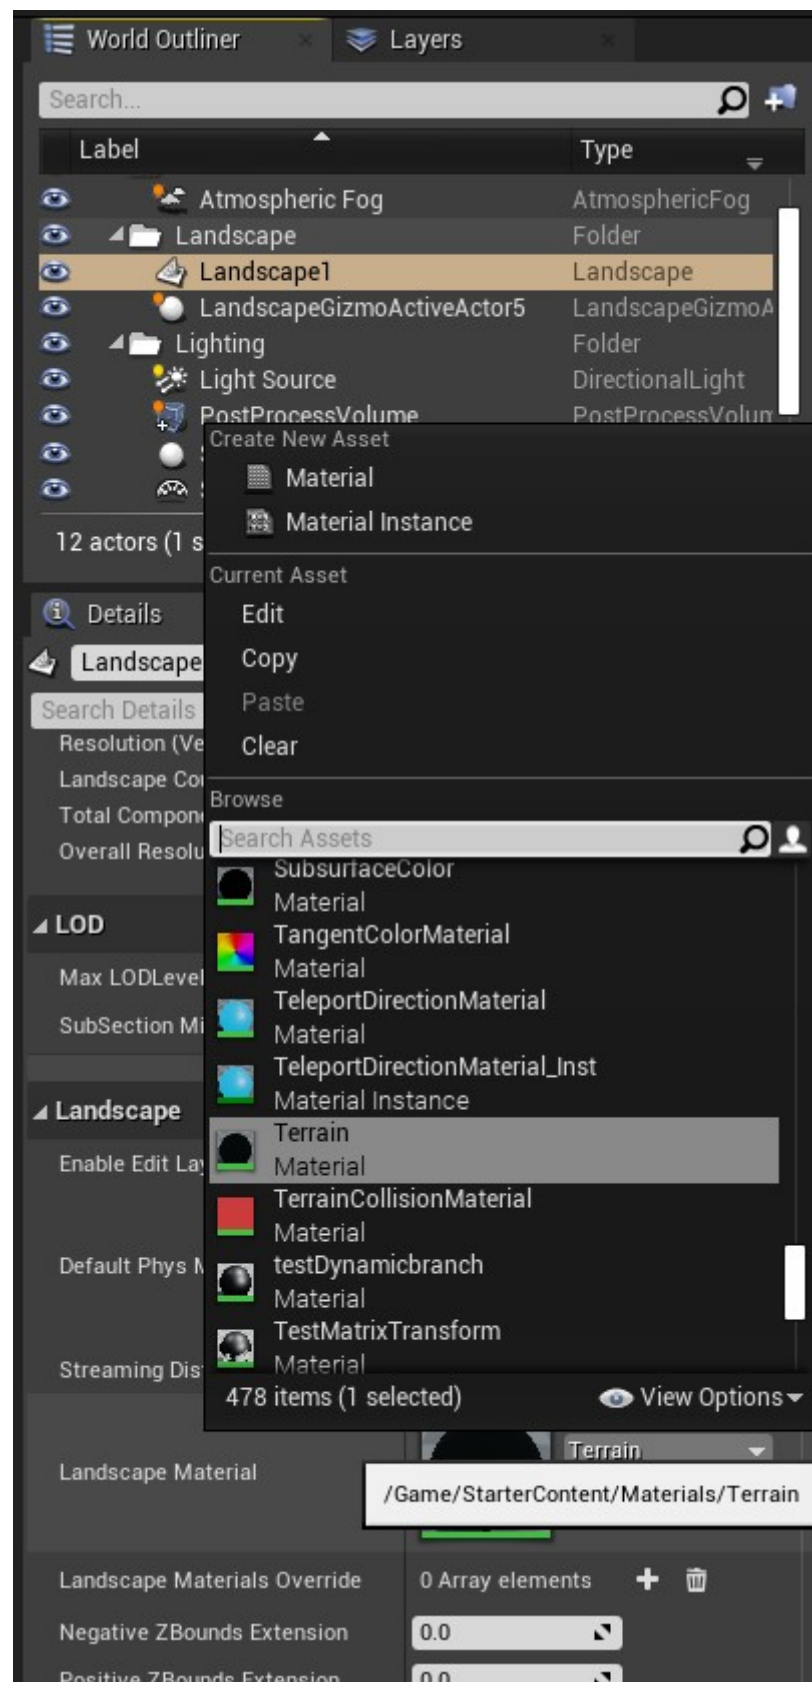 World Outliner
Layers
Search...
Label Type
Atmospheric Fog AtmosphericFog
Landscape Folder
Landscape1 Landscape
LandscapeGizmoActiveActor5 LandscapeGizmoA
Lighting Folder
Light Source DirectionalLight
PostProcessVolume PostProcessVolum
Create New Asset
Material
Material Instance
12 actors (1 s
Current Asset
Details
Edit
Landscape
Copy
Search Details
Paste
Resolution (Ve
Clear
Landscape Co
Browse
Total Compon
Search Assets
Overall Resolu
SubsurfaceColor
Material
LOD
TangentColorMaterial
Material
Max LODLevel
TeleportDirectionMaterial
SubSection Mi
Material
TeleportDirectionMaterial_Inst
Material Instance
Landscape
Terrain
Material
Enable Edit La
TerrainCollisionMaterial
Material
Default Phys M
testDynamicbranch
Material
TestMatrixTransform
Streaming Dis
Material
478 items (1 selected) View Options
Landscape Material
Terrain
/Game/StarterContent/Materials/Terrain
Landscape Materials Override 0 Array elements
Negative ZBounds Extension 0.0
Positive ZBounds Extension 0.0